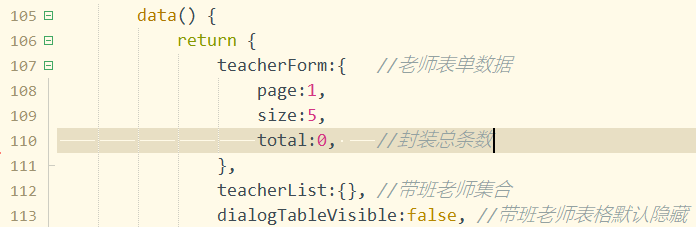 105 data() {
106 return {
107 teacherForm:{ //老师表单数据
108 page:1,
109 size:5,
110 total:0, //封装总条数
111 },
112 teacherList:{}, //带班老师集合
113 dialogTableVisible:false, //带班老师表格默认隐藏